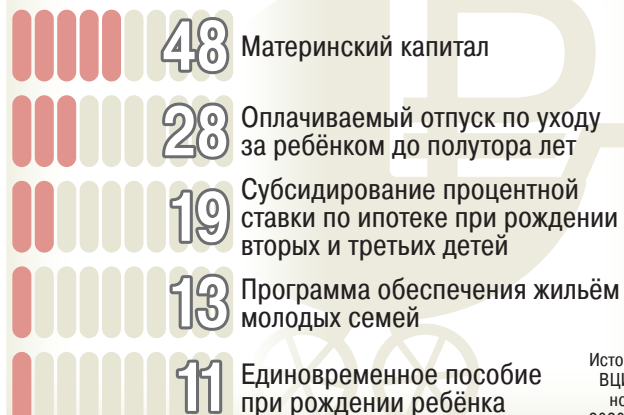 48 Материнский капитал
28 Оплачиваемый отпуск по уходу
за ребёнком до полутора лет
19 Субсидирование процентной
ставки по ипотеке при рождении
вторых и третьих детей
13 Программа обеспечения жильём
молодых семей
11 Единовременное пособие
при рождении ребёнка